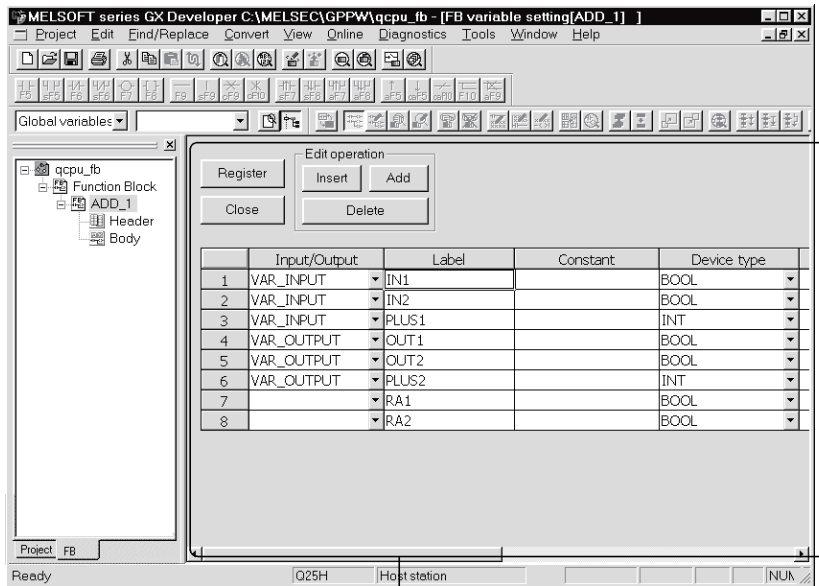 MELSOFT series GX Developer C:\MELSEC\GPPW\qcpu_fb - [FB variable setting[ADD_1] ]
Project Edit Find/Replace Convert View Online Diagnostics Tools Window Help
F5 sF5 F6 sF6 F7 F8 F9 sF9 cF9 cF10 sF7 sF8 aF7 aF8 aF5 caF5 caF10 F10 aF9
Global variables
qcpu_fb
Function Block
ADD_1
Header
Body
Project FB
Register
Close
Edit operation
Insert Add
Delete
Input/Output Label Constant Device type
1 VAR_INPUT IN1 BOOL
2 VAR_INPUT IN2 BOOL
3 VAR_INPUT PLUS1 INT
4 VAR_OUTPUT OUT1 BOOL
5 VAR_OUTPUT OUT2 BOOL
6 VAR_OUTPUT PLUS2 INT
7 RA1 BOOL
8 RA2 BOOL
Ready Q25H Host station NUM